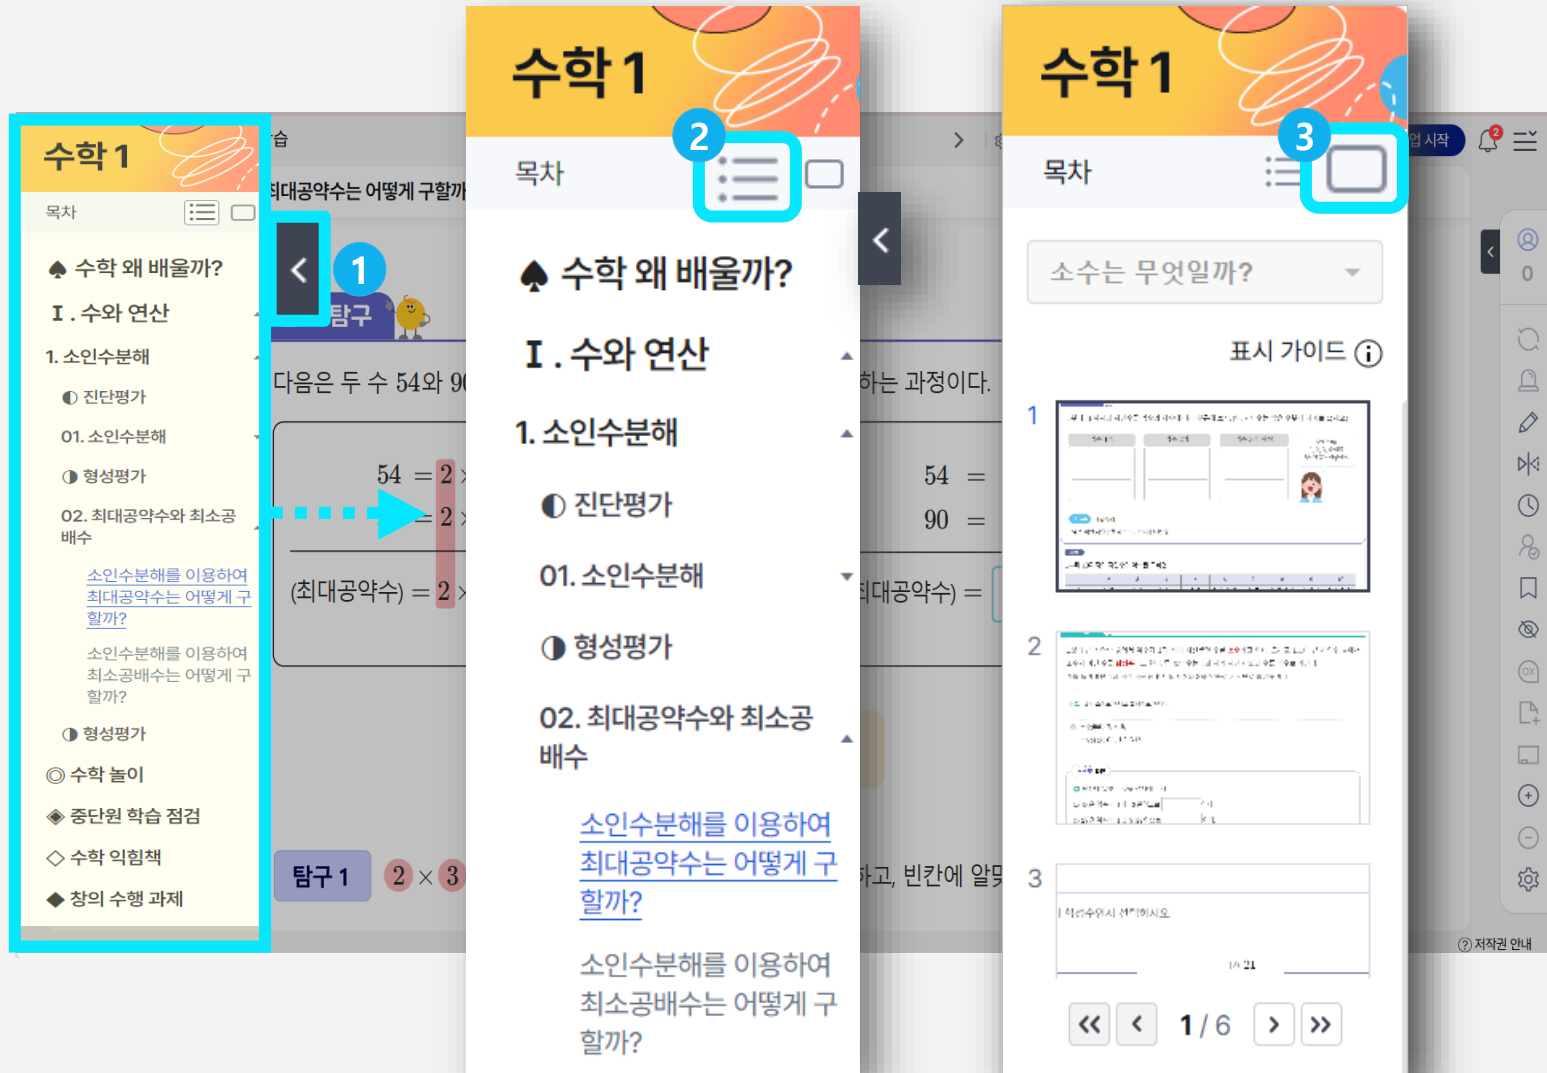 수학 1
목차
♠ 수학 왜 배울까?
Ⅰ. 수와 연산
1. 소인수분해
◐ 진단평가
01. 소인수분해
◑ 형성평가
02. 최대공약수와 최소공
배수
소인수분해를 이용하여
최대공약수는 어떻게 구
할까?
소인수분해를 이용하여
최소공배수는 어떻게 구
할까?
◑ 형성평가
◎ 수학 놀이
◈ 중단원 학습 점검
◇ 수학 익힘책
◆ 창의 수행 과제
1
습
최대공약수는 어떻게 구할까
탐구
다음은 두 수 54와 90
54 = 2 ×
= 2 ×
(최대공약수) = 2 ×
탐구 1 2 × 3
수학 1
2
목차
♠ 수학 왜 배울까?
Ⅰ. 수와 연산
1. 소인수분해
◐ 진단평가
01. 소인수분해
◑ 형성평가
02. 최대공약수와 최소공
배수
소인수분해를 이용하여
최대공약수는 어떻게 구
할까?
소인수분해를 이용하여
최소공배수는 어떻게 구
할까?
하는 과정이다.
54 =
90 =
최대공약수) =
하고, 빈칸에 알맞
수학 1
3
목차
소수는 무엇일까?
표시 가이드
1
2
3
1 / 6
업 시작
2
0
OX
저작권 안내